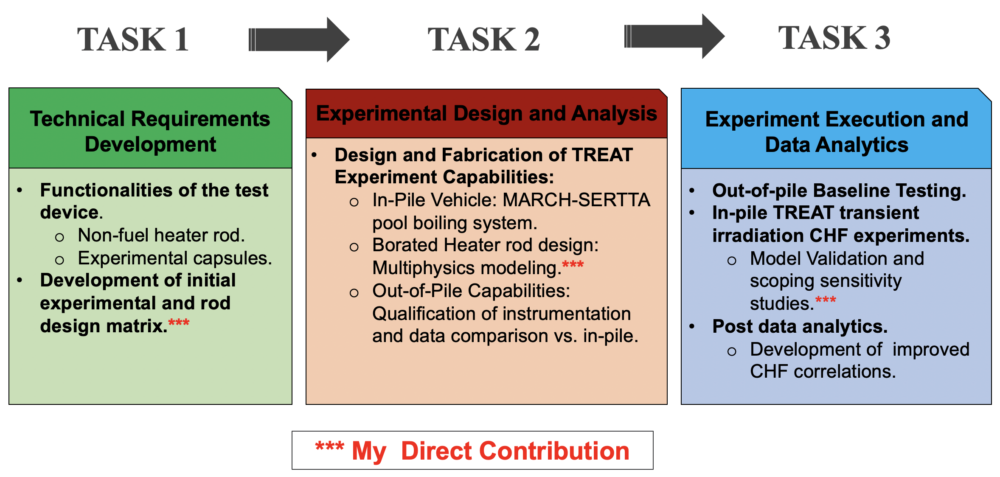 TASK 1
TASK 2
TASK 3
Technical Requirements
Development
• Functionalities of the test
device.
o Non-fuel heater rod.
o Experimental capsules.
• Development of initial
experimental and rod
design matrix.***
Experimental Design and Analysis
• Design and Fabrication of TREAT
Experiment Capabilities:
o In-Pile Vehicle: MARCH-SERTTA
pool boiling system.
o Borated Heater rod design:
Multiphysics modeling.***
o Out-of-Pile Capabilities:
Qualification of instrumentation
and data comparison vs. in-pile.
Experiment Execution and
Data Analytics
• Out-of-pile Baseline Testing.
• In-pile TREAT transient
irradiation CHF experiments.
o Model Validation and
scoping sensitivity
studies.***
• Post data analytics.
o Development of  improved
CHF correlations.
*** My  Direct Contribution